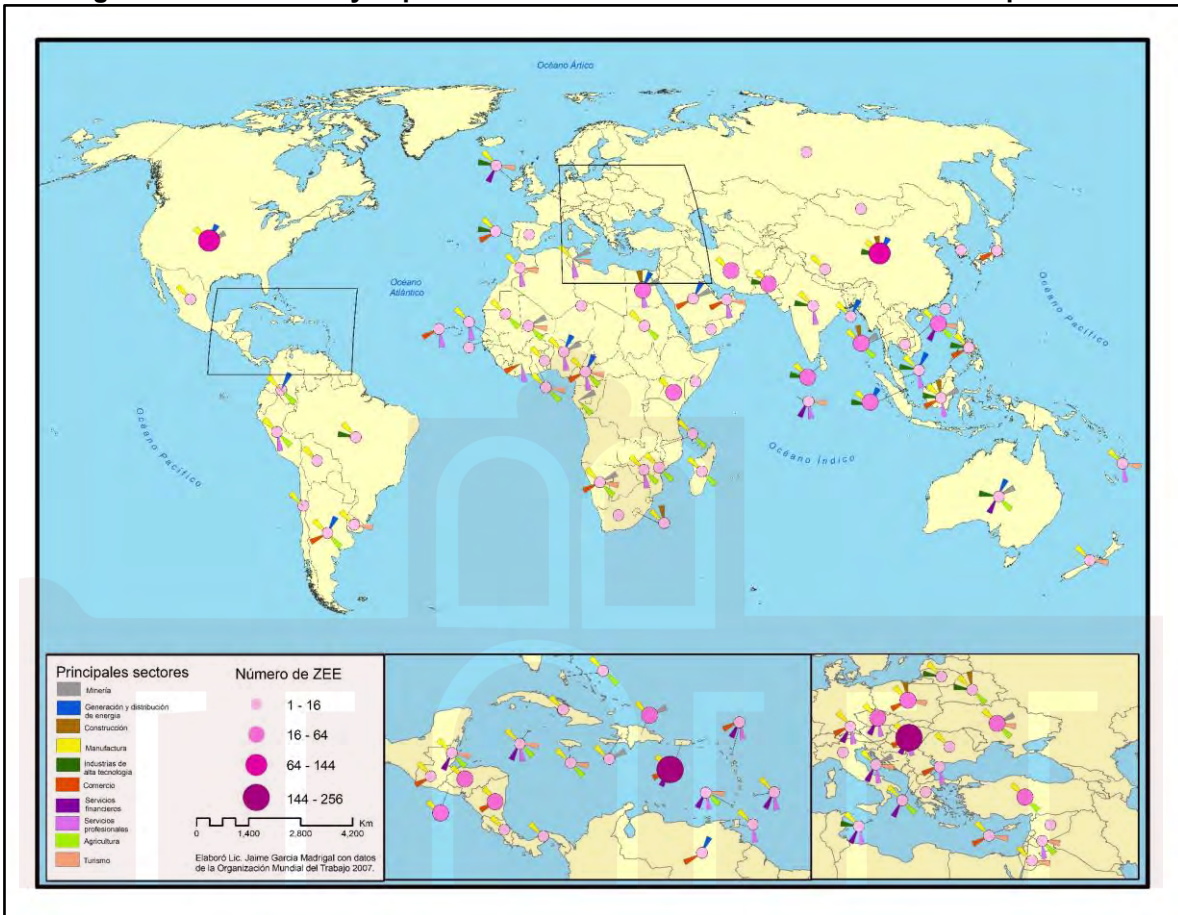 Océano Ártico
Océano
Atlántico
Océano Pacífico
Océano Pacífico
Océano Índico
Principales sectores
Minería
Generación y distribución
de energía
Construcción
Manufactura
Industrias de
alta tecnología
Comercio
Servicios
financieros
Servicios
profesionales
Agricultura
Turismo
Número de ZEE
1 - 16
16 - 64
64 - 144
144 - 256
Km
0 1,400 2,800 4,200
Elaboró Lic. Jaime Garcia Madrigal con datos
de la Organización Mundial del Trabajo 2007.